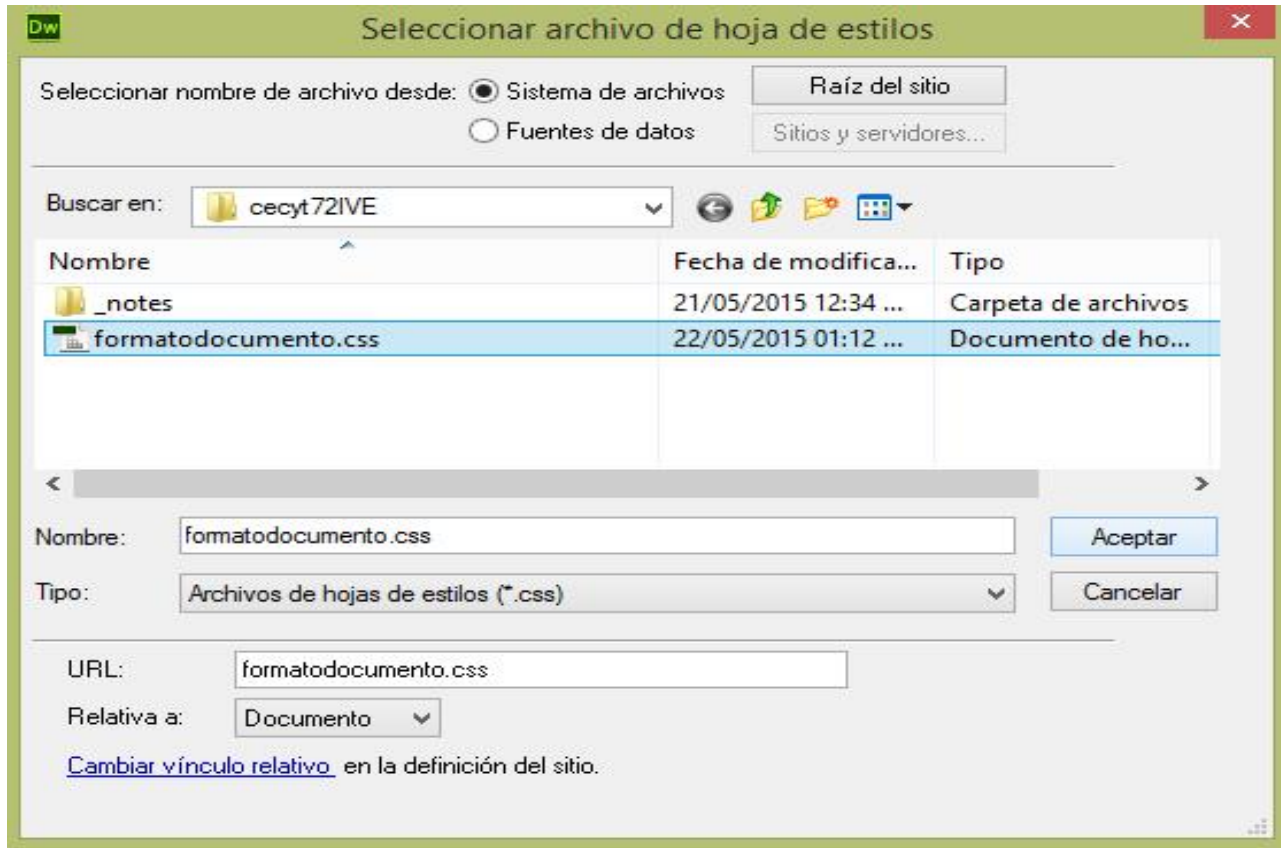 Dw Seleccionar archivo de hoja de estilos
Seleccionar nombre de archivo desde: Sistema de archivos Raíz del sitio
Fuentes de datos Sitios y servidores...
Buscar en: cecyt72IVE
Nombre Fecha de modifica... Tipo
_notes 21/05/2015 12:34 ... Carpeta de archivos
formatodocumento.css 22/05/2015 01:12 ... Documento de ho...
Nombre: formatodocumento.css Aceptar
Tipo: Archivos de hojas de estilos (*.css) Cancelar
URL: formatodocumento.css
Relativa a: Documento
Cambiar vínculo relativo en la definición del sitio.